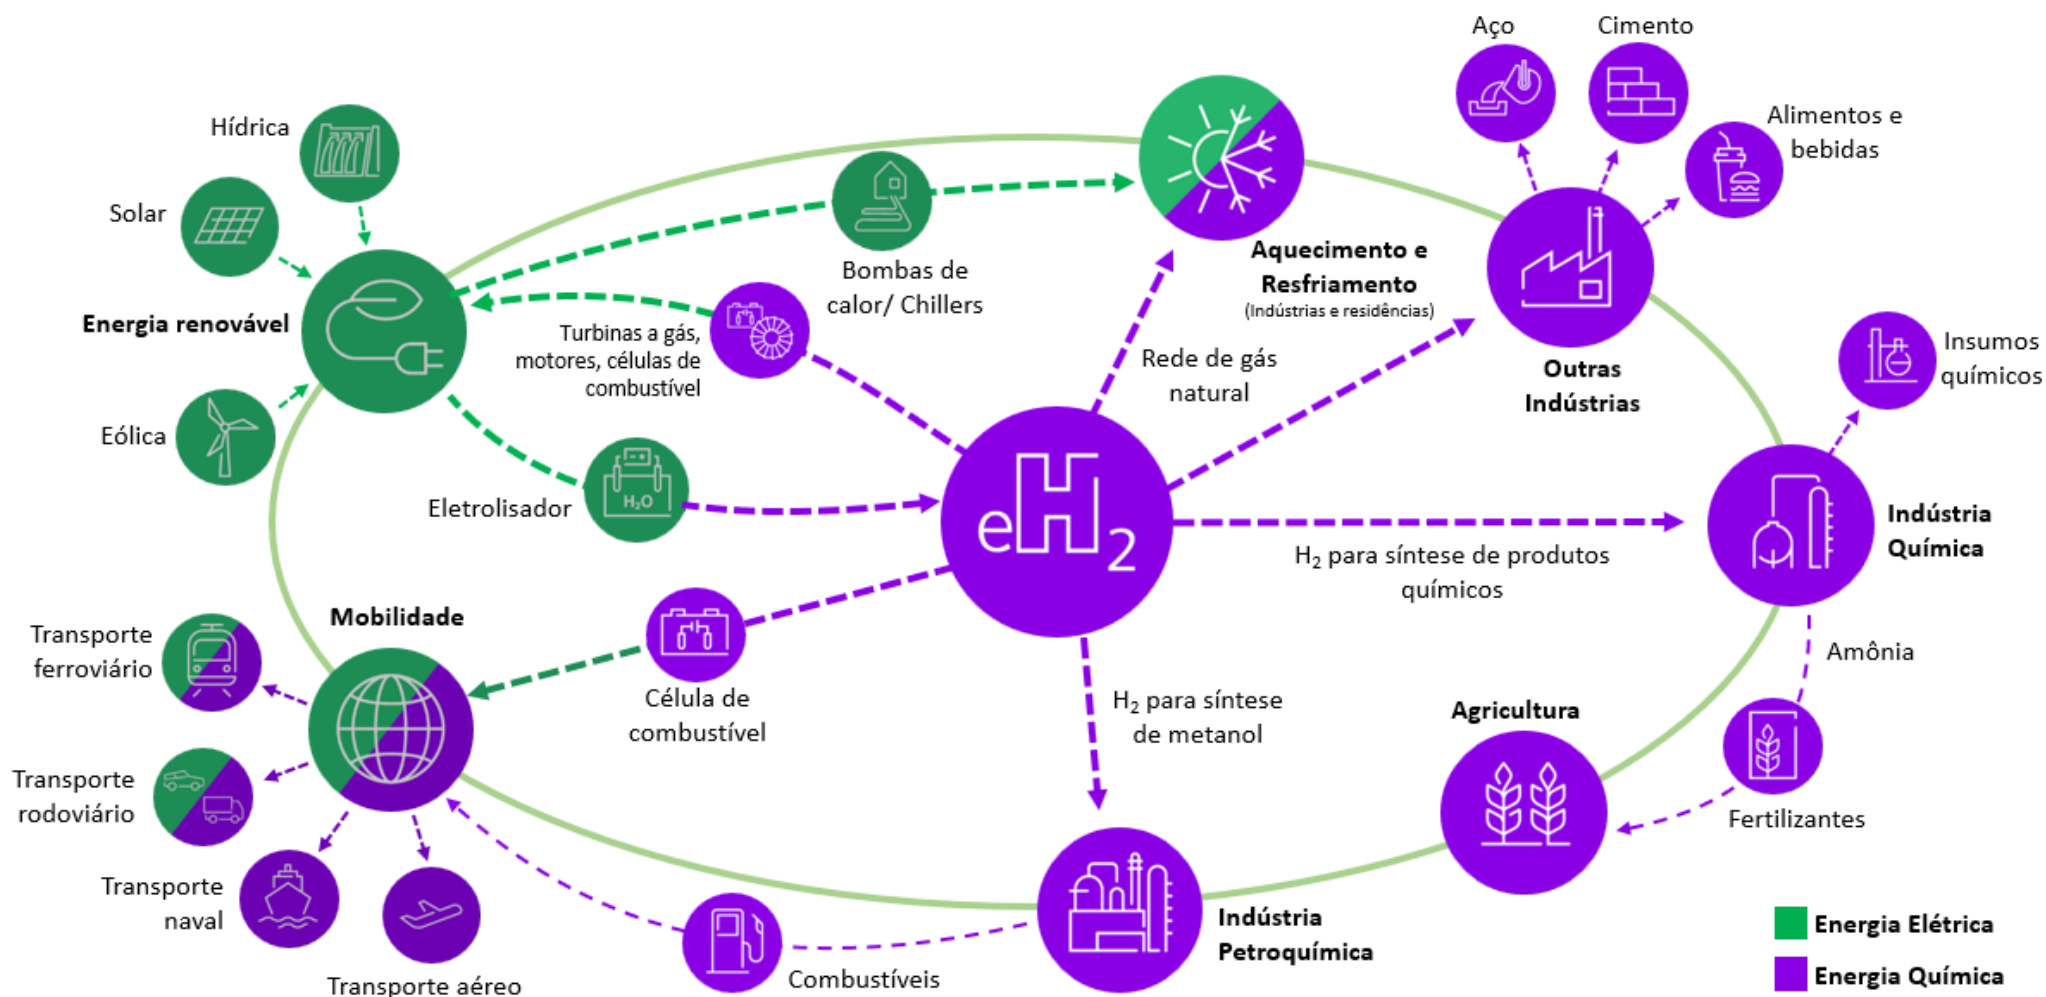 Aço
Cimento
Alimentos e
bebidas
Hídrica
Solar
Energia renovável
Eólica
Bombas de
calor/ Chillers
Turbinas a gás,
motores, células de
combustível
Eletrolisador
H₂O
Aquecimento e
Resfriamento
(Indústrias e residências)
Rede de gás
natural
Outras
Indústrias
Insumos
químicos
eH₂
H₂ para síntese de produtos
químicos
Indústria
Química
Amônia
Fertilizantes
Agricultura
H₂ para síntese
de metanol
Célula de
combustível
Mobilidade
Transporte
ferroviário
Transporte
rodoviário
Transporte
naval
Transporte aéreo
Combustíveis
Indústria
Petroquímica
Energia Elétrica
Energia Química